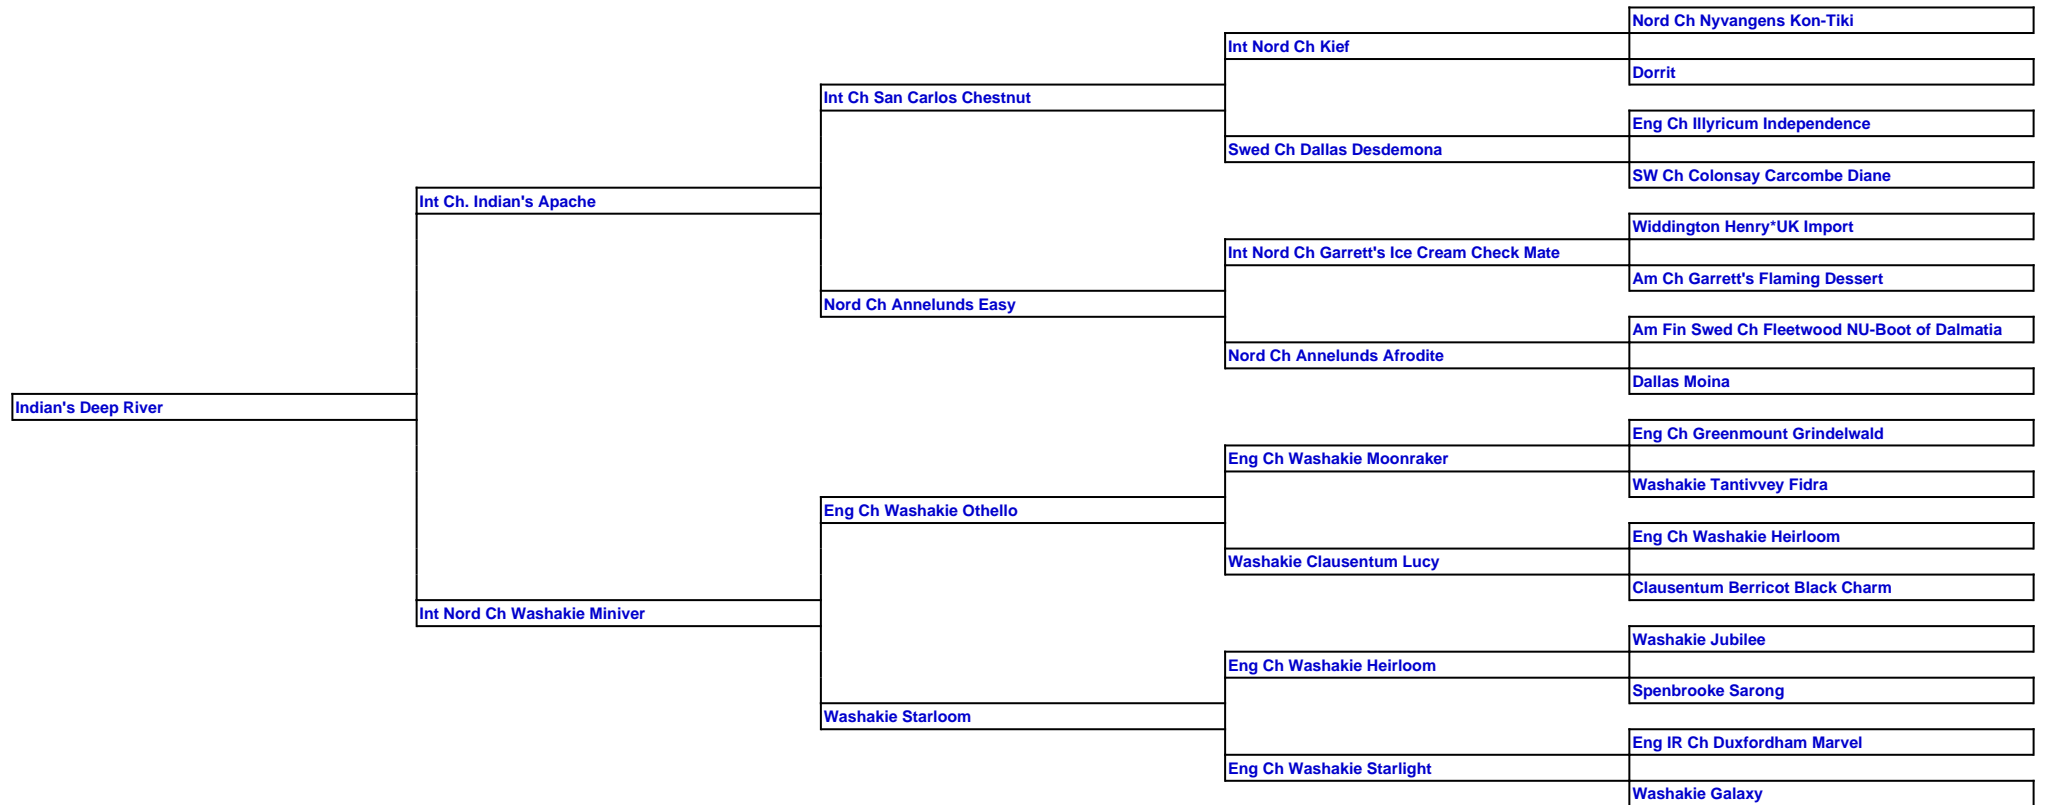 Nord Ch Nyvangens Kon-Tiki
Int Nord Ch Kief
Dorrit
Int Ch San Carlos Chestnut
Eng Ch Illyricum Independence
Swed Ch Dallas Desdemona
SW Ch Colonsay Carcombe Diane
Int Ch. Indian's Apache
Widdington Henry*UK Import
Int Nord Ch Garrett's Ice Cream Check Mate
Am Ch Garrett's Flaming Dessert
Nord Ch Annelunds Easy
Am Fin Swed Ch Fleetwood NU-Boot of Dalmatia
Nord Ch Annelunds Afrodite
Dallas Moina
Indian's Deep River
Eng Ch Greenmount Grindelwald
Eng Ch Washakie Moonraker
Washakie Tantivvey Fidra
Eng Ch Washakie Othello
Eng Ch Washakie Heirloom
Washakie Clausentum Lucy
Clausentum Berricot Black Charm
Int Nord Ch Washakie Miniver
Washakie Jubilee
Eng Ch Washakie Heirloom
Spenbrooke Sarong
Washakie Starloom
Eng IR Ch Duxfordham Marvel
Eng Ch Washakie Starlight
Washakie Galaxy